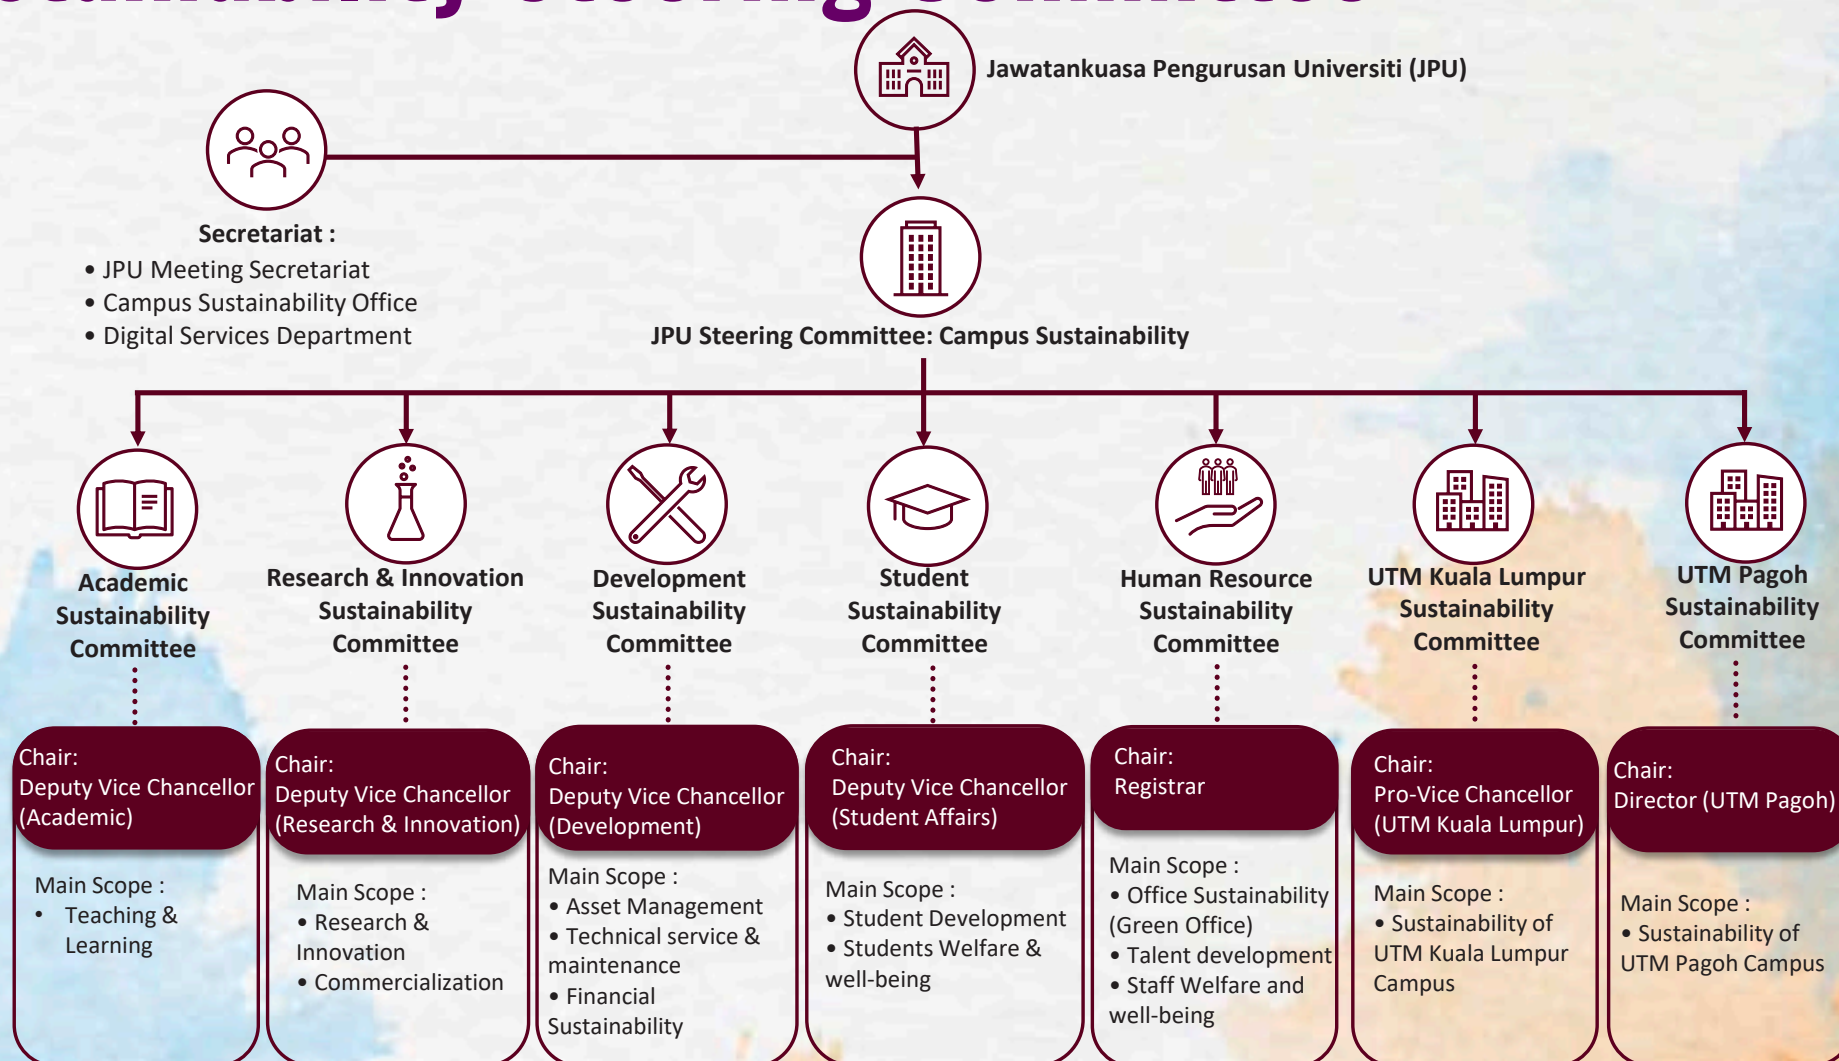 Steering Committee
Jawatankuasa Pengurusan Universiti (JPU)
Secretariat :
• JPU Meeting Secretariat
• Campus Sustainability Office
• Digital Services Department
JPU Steering Committee: Campus Sustainability
Academic
Sustainability
Committee
Chair:
Deputy Vice Chancellor
(Academic)
Main Scope :
• Teaching &
Learning
Research & Innovation
Sustainability
Committee
Chair:
Deputy Vice Chancellor
(Research & Innovation)
Main Scope :
• Research &
Innovation
• Commercialization
Development
Sustainability
Committee
Chair:
Deputy Vice Chancellor
(Development)
Main Scope :
• Asset Management
• Technical service &
maintenance
• Financial
Sustainability
Student
Sustainability
Committee
Chair:
Deputy Vice Chancellor
(Student Affairs)
Main Scope :
• Student Development
• Students Welfare &
well-being
Human Resource
Sustainability
Committee
Chair:
Registrar
Main Scope :
• Office Sustainability
(Green Office)
• Talent development
• Staff Welfare and
well-being
UTM Kuala Lumpur
Sustainability
Committee
Chair:
Pro-Vice Chancellor
(UTM Kuala Lumpur)
Main Scope :
• Sustainability of
UTM Kuala Lumpur
Campus
UTM Pagoh
Sustainability
Committee
Chair:
Director (UTM Pagoh)
Main Scope :
• Sustainability of
UTM Pagoh Campus